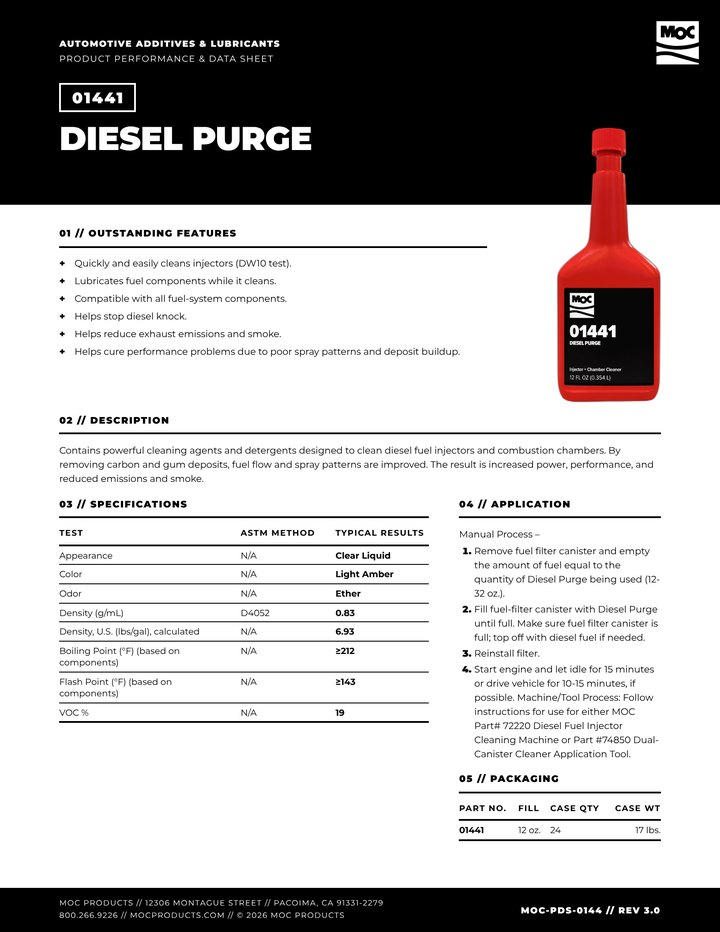 AUTOMOTIVE ADDITIVES & LUBRICANTS
PRODUCT PERFORMANCE & DATA SHEET
MOC
01441
DIESEL PURGE
01 // OUTSTANDING FEATURES
+ Quickly and easily cleans injectors (DW10 test).
+ Lubricates fuel components while it cleans.
+ Compatible with all fuel-system components.
+ Helps stop diesel knock.
+ Helps reduce exhaust emissions and smoke.
+ Helps cure performance problems due to poor spray patterns and deposit buildup.
MOC
01441
DIESEL PURGE
Injector + Chamber Cleaner
12 FL OZ (0.354 L)
02 // DESCRIPTION
Contains powerful cleaning agents and detergents designed to clean diesel fuel injectors and combustion chambers. By
removing carbon and gum deposits, fuel flow and spray patterns are improved. The result is increased power, performance, and
reduced emissions and smoke.
03 // SPECIFICATIONS
TEST ASTM METHOD TYPICAL RESULTS
Appearance N/A Clear Liquid
Color N/A Light Amber
Odor N/A Ether
Density (g/mL) D4052 0.83
Density, U.S. (lbs/gal), calculated N/A 6.93
Boiling Point (°F) (based on N/A ≥212
components)
Flash Point (°F) (based on N/A ≥143
components)
VOC % N/A 19
04 // APPLICATION
Manual Process –
1. Remove fuel filter canister and empty
the amount of fuel equal to the
quantity of Diesel Purge being used (12-
32 oz.).
2. Fill fuel-filter canister with Diesel Purge
until full. Make sure fuel filter canister is
full; top off with diesel fuel if needed.
3. Reinstall filter.
4. Start engine and let idle for 15 minutes
or drive vehicle for 10-15 minutes, if
possible. Machine/Tool Process: Follow
instructions for use for either MOC
Part# 72220 Diesel Fuel Injector
Cleaning Machine or Part #74850 Dual-
Canister Cleaner Application Tool.
05 // PACKAGING
PART NO. FILL CASE QTY CASE WT
01441 12 oz. 24 17 lbs.
MOC PRODUCTS // 12306 MONTAGUE STREET // PACOIMA, CA 91331-2279
800.266.9226 // MOCPRODUCTS.COM // © 2026 MOC PRODUCTS
MOC-PDS-0144 // REV 3.0